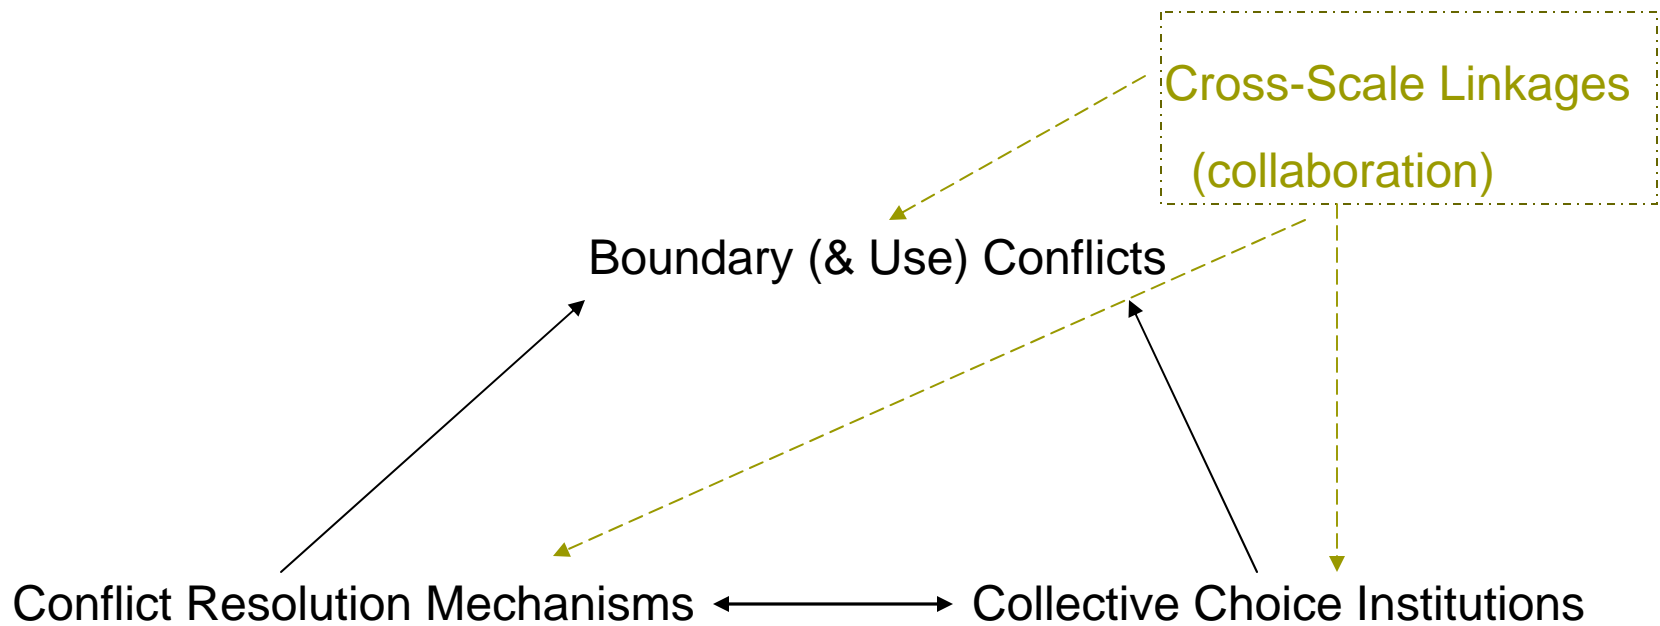 Cross-Scale Linkages
(collaboration)
Boundary (& Use) Conflicts
Conflict Resolution Mechanisms
Collective Choice Institutions